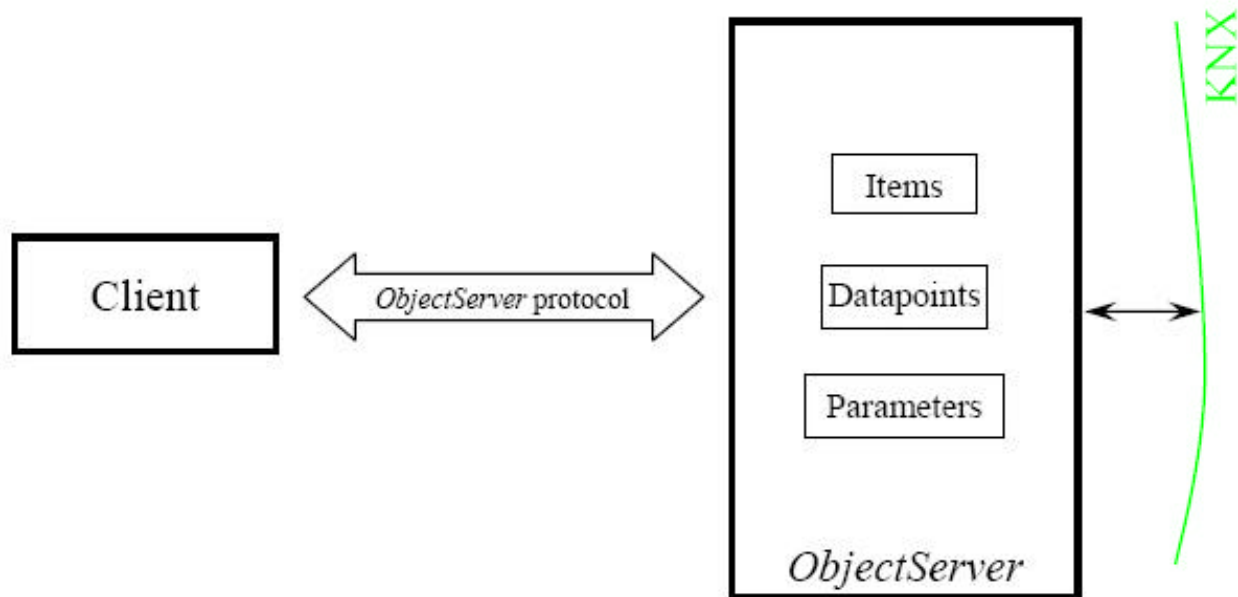 Client
ObjectServer protocol
Items
Datapoints
Parameters
ObjectServer
KNX